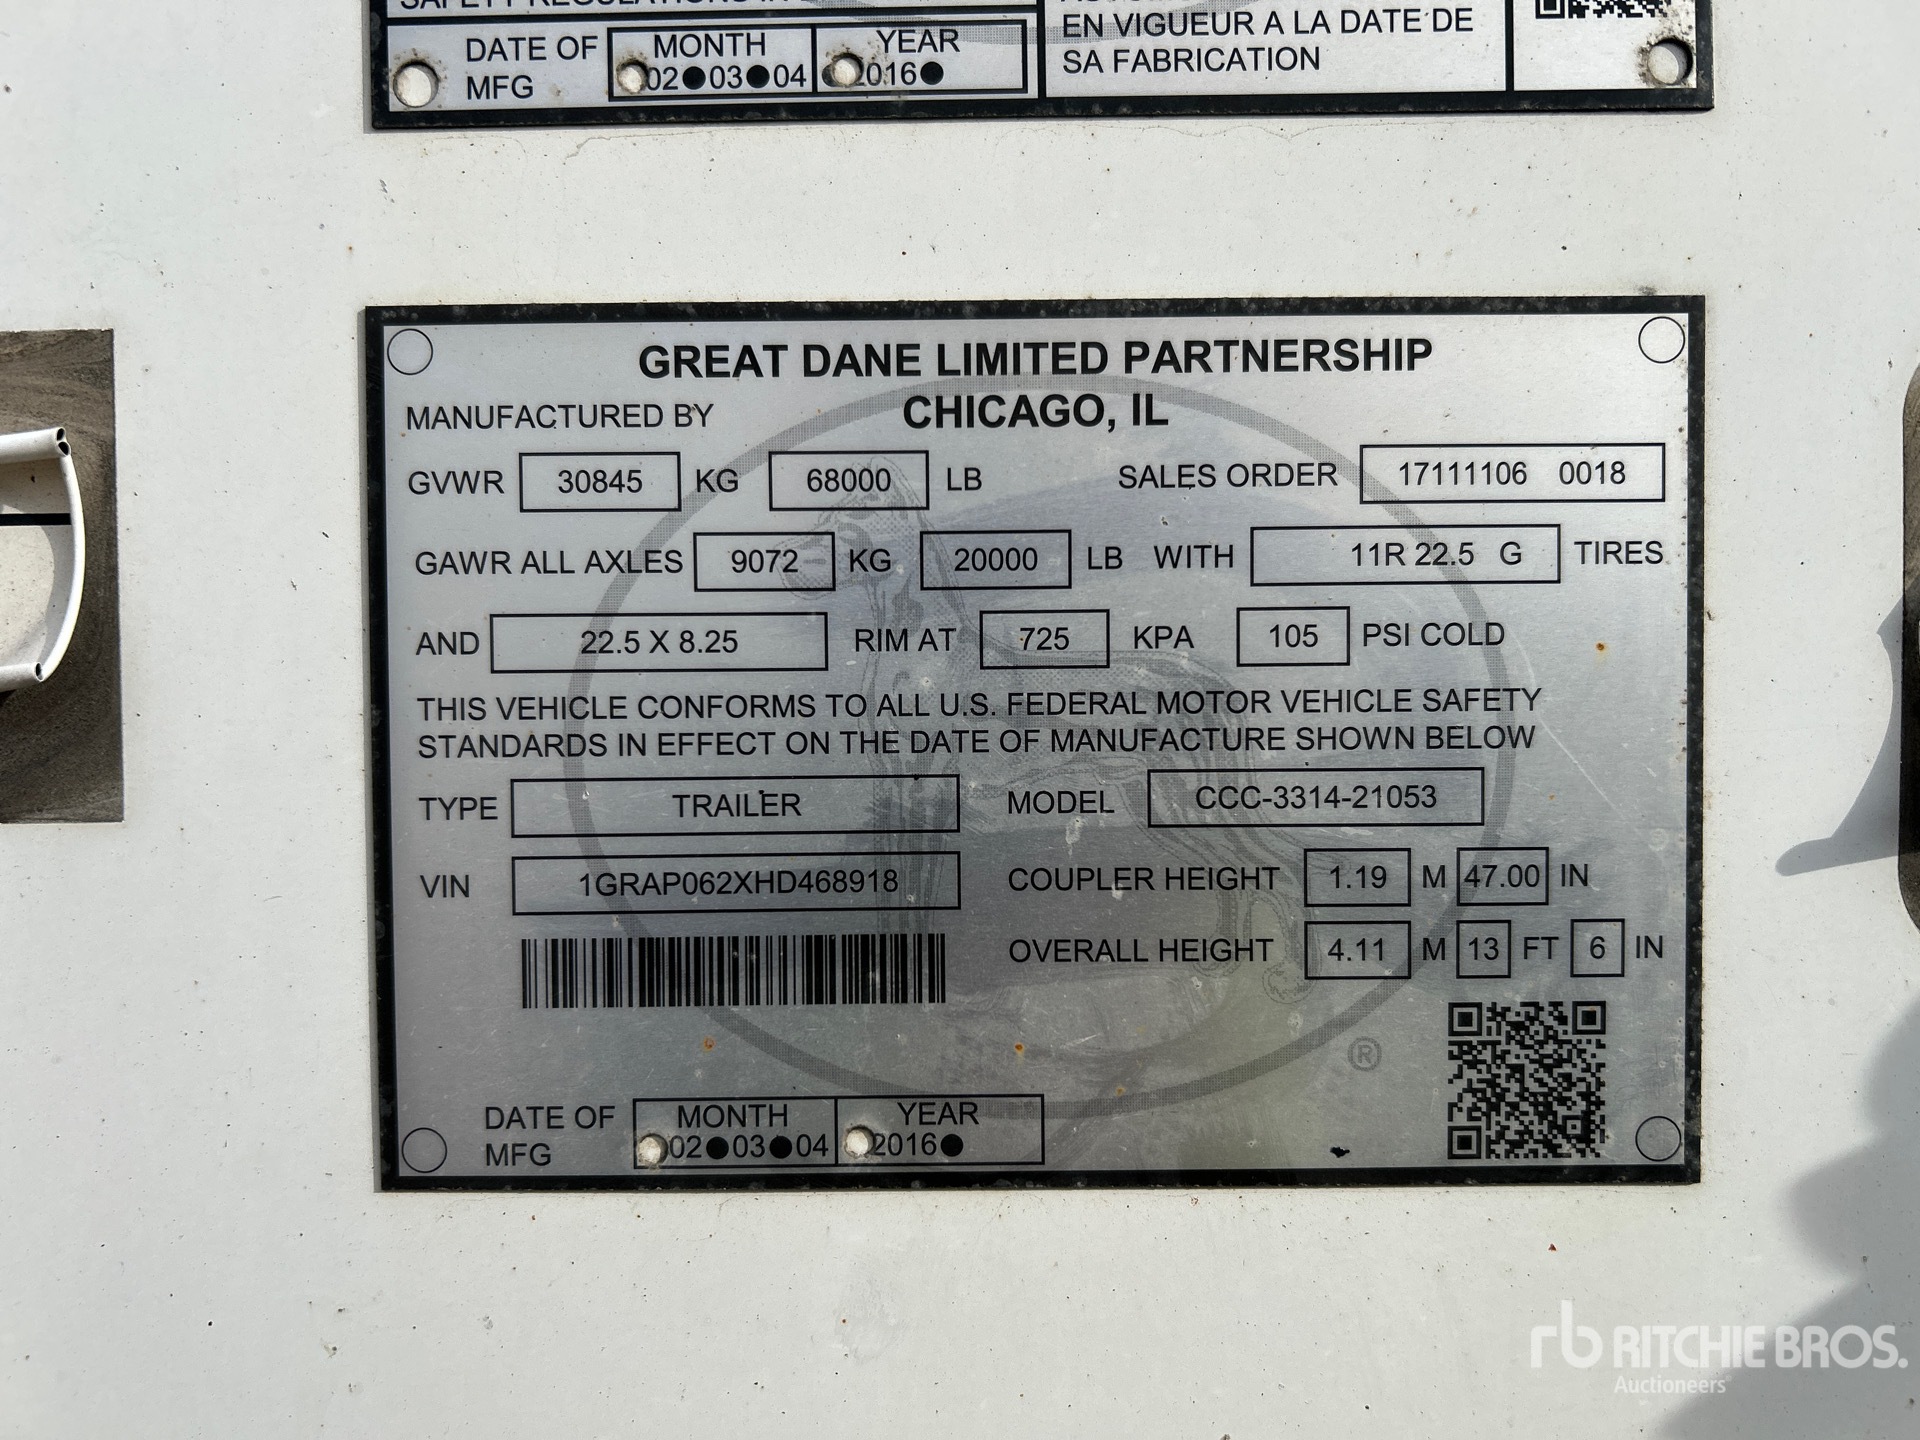 DATE OF MFG
MONTH
YEAR
02●03●04
2016●
EN VIGUEUR A LA DATE DE
SA FABRICATION
GREAT DANE LIMITED PARTNERSHIP
MANUFACTURED BY CHICAGO, IL
GVWR 30845 KG 68000 LB SALES ORDER 17111106 0018
GAWR ALL AXLES 9072 KG 20000 LB WITH 11R 22.5 G TIRES
AND 22.5 X 8.25 RIM AT 725 KPA 105 PSI COLD
THIS VEHICLE CONFORMS TO ALL U.S. FEDERAL MOTOR VEHICLE SAFETY
STANDARDS IN EFFECT ON THE DATE OF MANUFACTURE SHOWN BELOW
TYPE TRAILER MODEL CCC-3314-21053
VIN 1GRAP062XHD468918 COUPLER HEIGHT 1.19 M 47.00 IN
OVERALL HEIGHT 4.11 M 13 FT 6 IN
®
DATE OF MFG
MONTH
YEAR
02●03●04
2016●
rb RITCHIE BROS.
Auctioneers